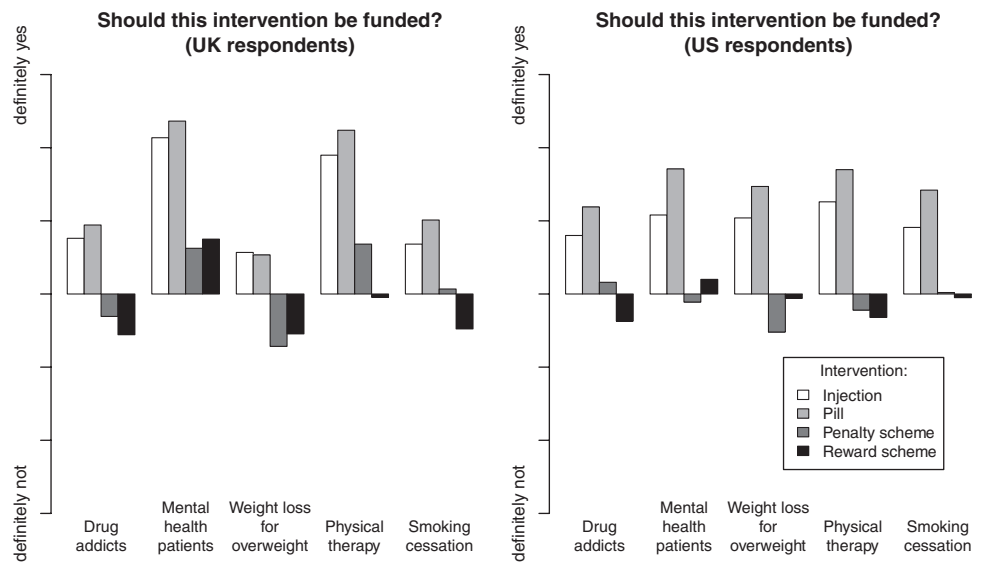 Should this intervention be funded?
(UK respondents)
definitely yes
definitely not
Drug
addicts
Mental
health
patients
Weight loss
for
overweight
Physical
therapy
Smoking
cessation
Should this intervention be funded?
(US respondents)
definitely yes
definitely not
Intervention:
Injection
Pill
Penalty scheme
Reward scheme
Drug
addicts
Mental
health
patients
Weight loss
for
overweight
Physical
therapy
Smoking
cessation